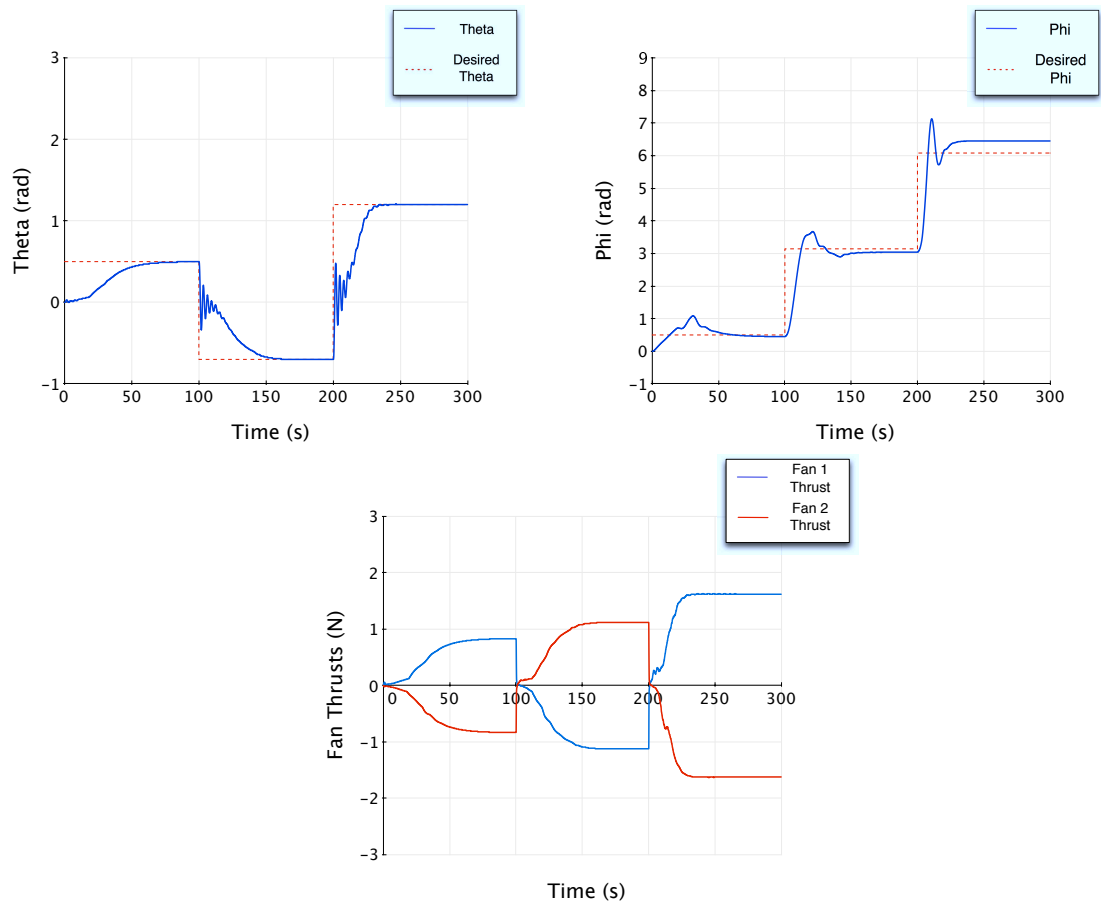 Theta
Desired
Theta
3
2
1
0
−1
Theta (rad)
0 50 100 150 200 250 300
Time (s)
Phi
Desired
Phi
9
8
7
6
5
4
3
2
1
0
−1
Phi (rad)
0 50 100 150 200 250 300
Time (s)
Fan 1
Thrust
Fan 2
Thrust
3
2
1
0
−1
−2
−3
Fan Thrusts (N)
0 50 100 150 200 250 300
Time (s)